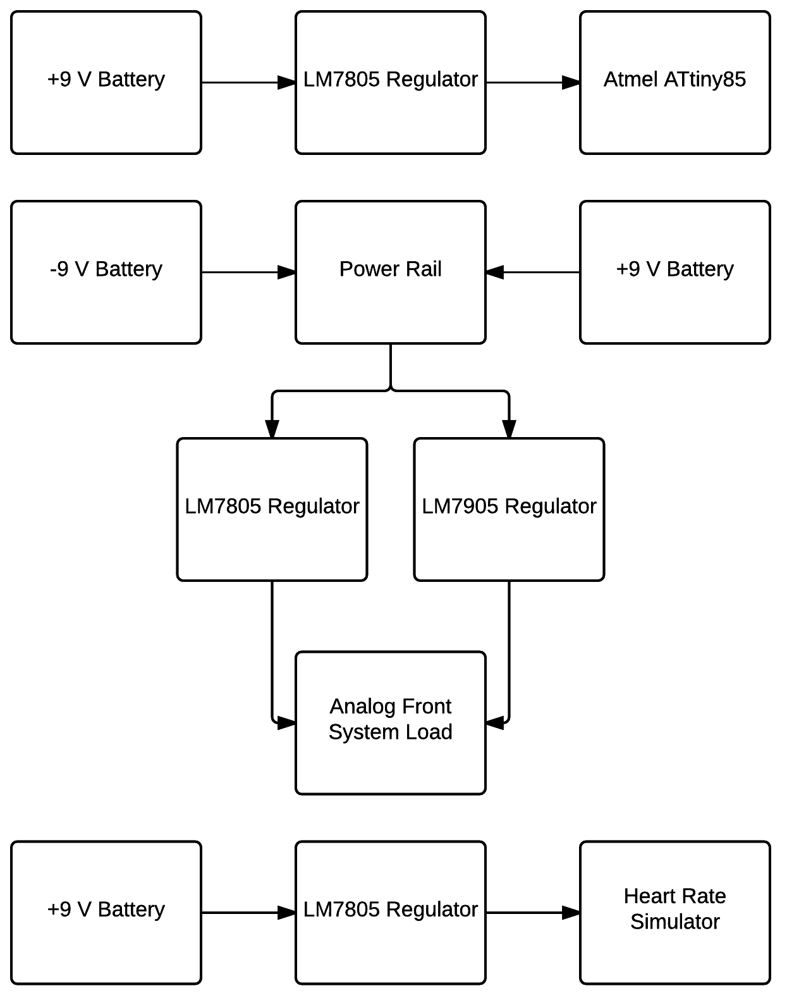 +9 V Battery
LM7805 Regulator
Atmel ATtiny85
-9 V Battery
Power Rail
+9 V Battery
LM7805 Regulator
LM7905 Regulator
Analog Front
System Load
+9 V Battery
LM7805 Regulator
Heart Rate
Simulator